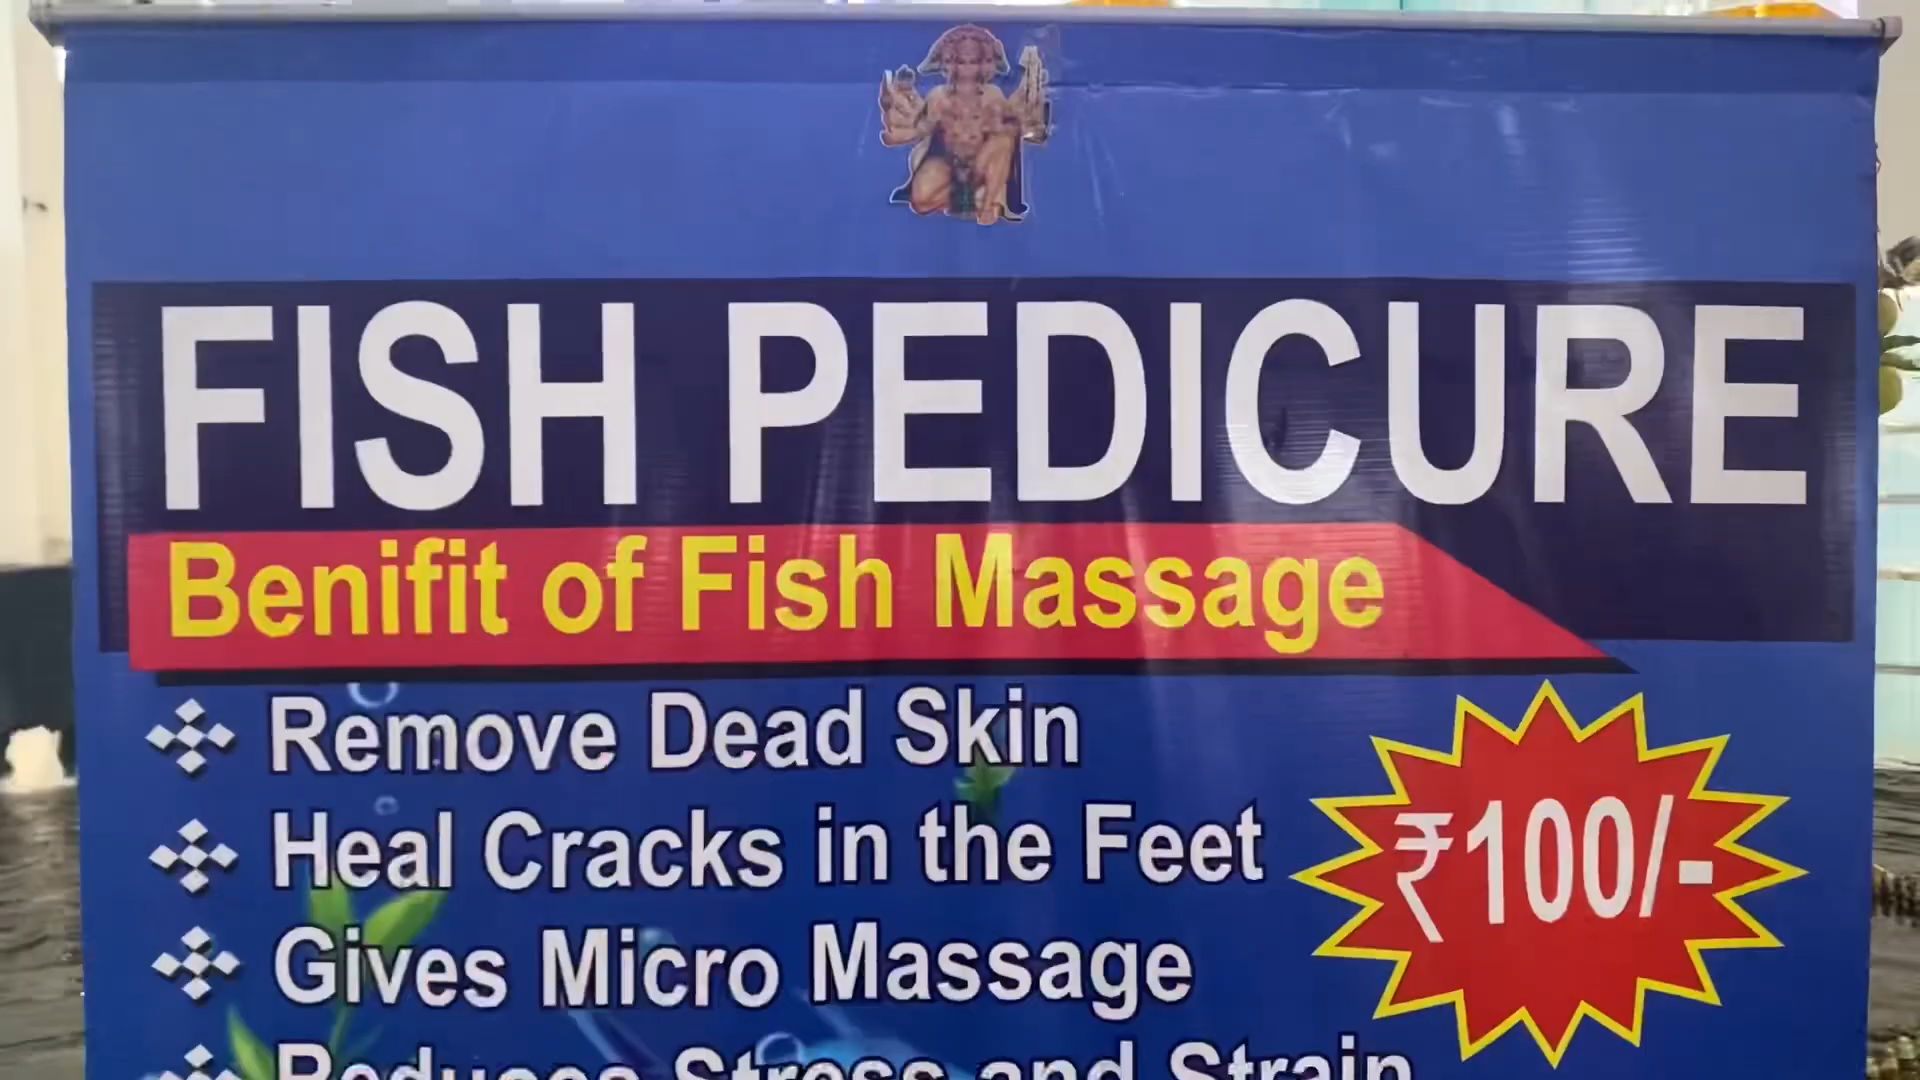 FISH PEDICURE
Benifit of Fish Massage
Remove Dead Skin
Heal Cracks in the Feet
₹100/-
Gives Micro Massage
Reduces Stress and Strain